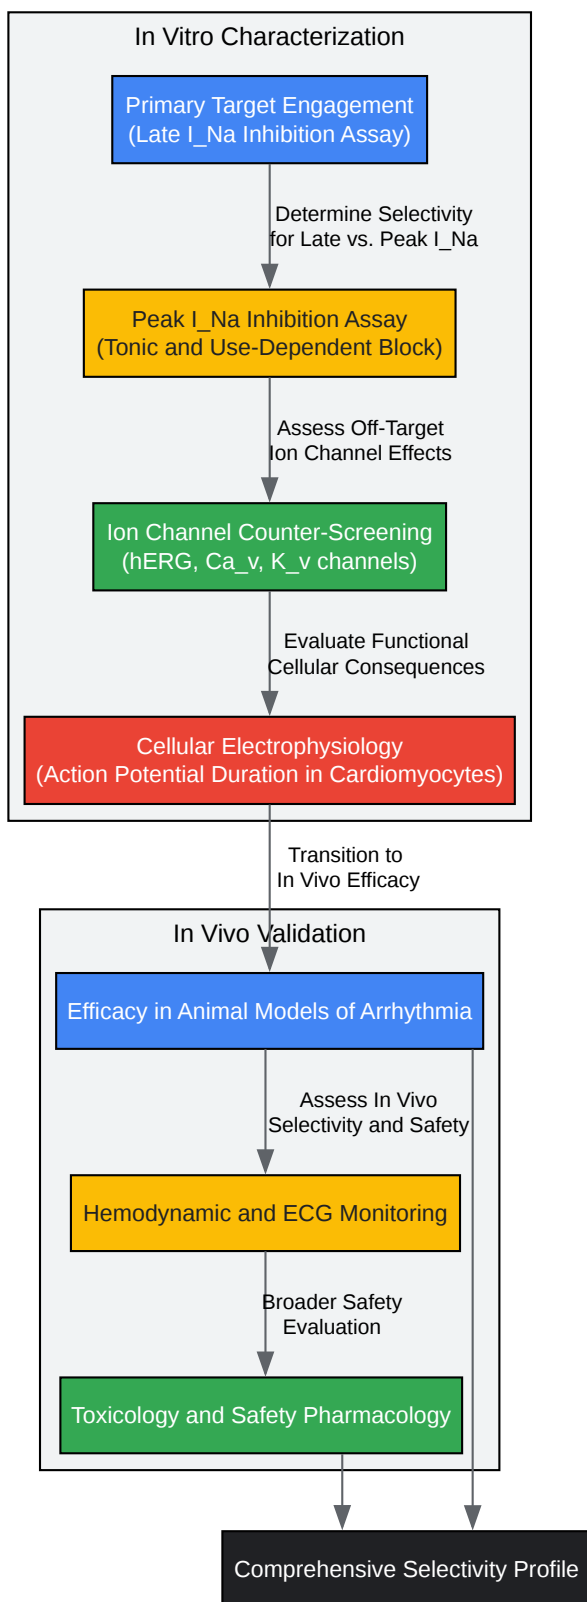 In Vitro Characterization
Primary Target Engagement
(Late I_Na Inhibition Assay)
Determine Selectivity
for Late vs. Peak I_Na
Peak I_Na Inhibition Assay
(Tonic and Use-Dependent Block)
Assess Off-Target
Ion Channel Effects
Ion Channel Counter-Screening
(hERG, Ca_v, K_v channels)
Evaluate Functional
Cellular Consequences
Cellular Electrophysiology
(Action Potential Duration in Cardiomyocytes)
Transition to
In Vivo Efficacy
In Vivo Validation
Efficacy in Animal Models of Arrhythmia
Assess In Vivo
Selectivity and Safety
Hemodynamic and ECG Monitoring
Broader Safety
Evaluation
Toxicology and Safety Pharmacology
Comprehensive Selectivity Profile